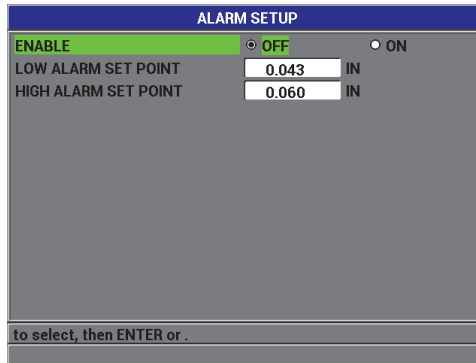 ALARM SETUP
ENABLE OFF ON
LOW ALARM SET POINT 0.043 IN
HIGH ALARM SET POINT 0.060 IN
to select, then ENTER or .